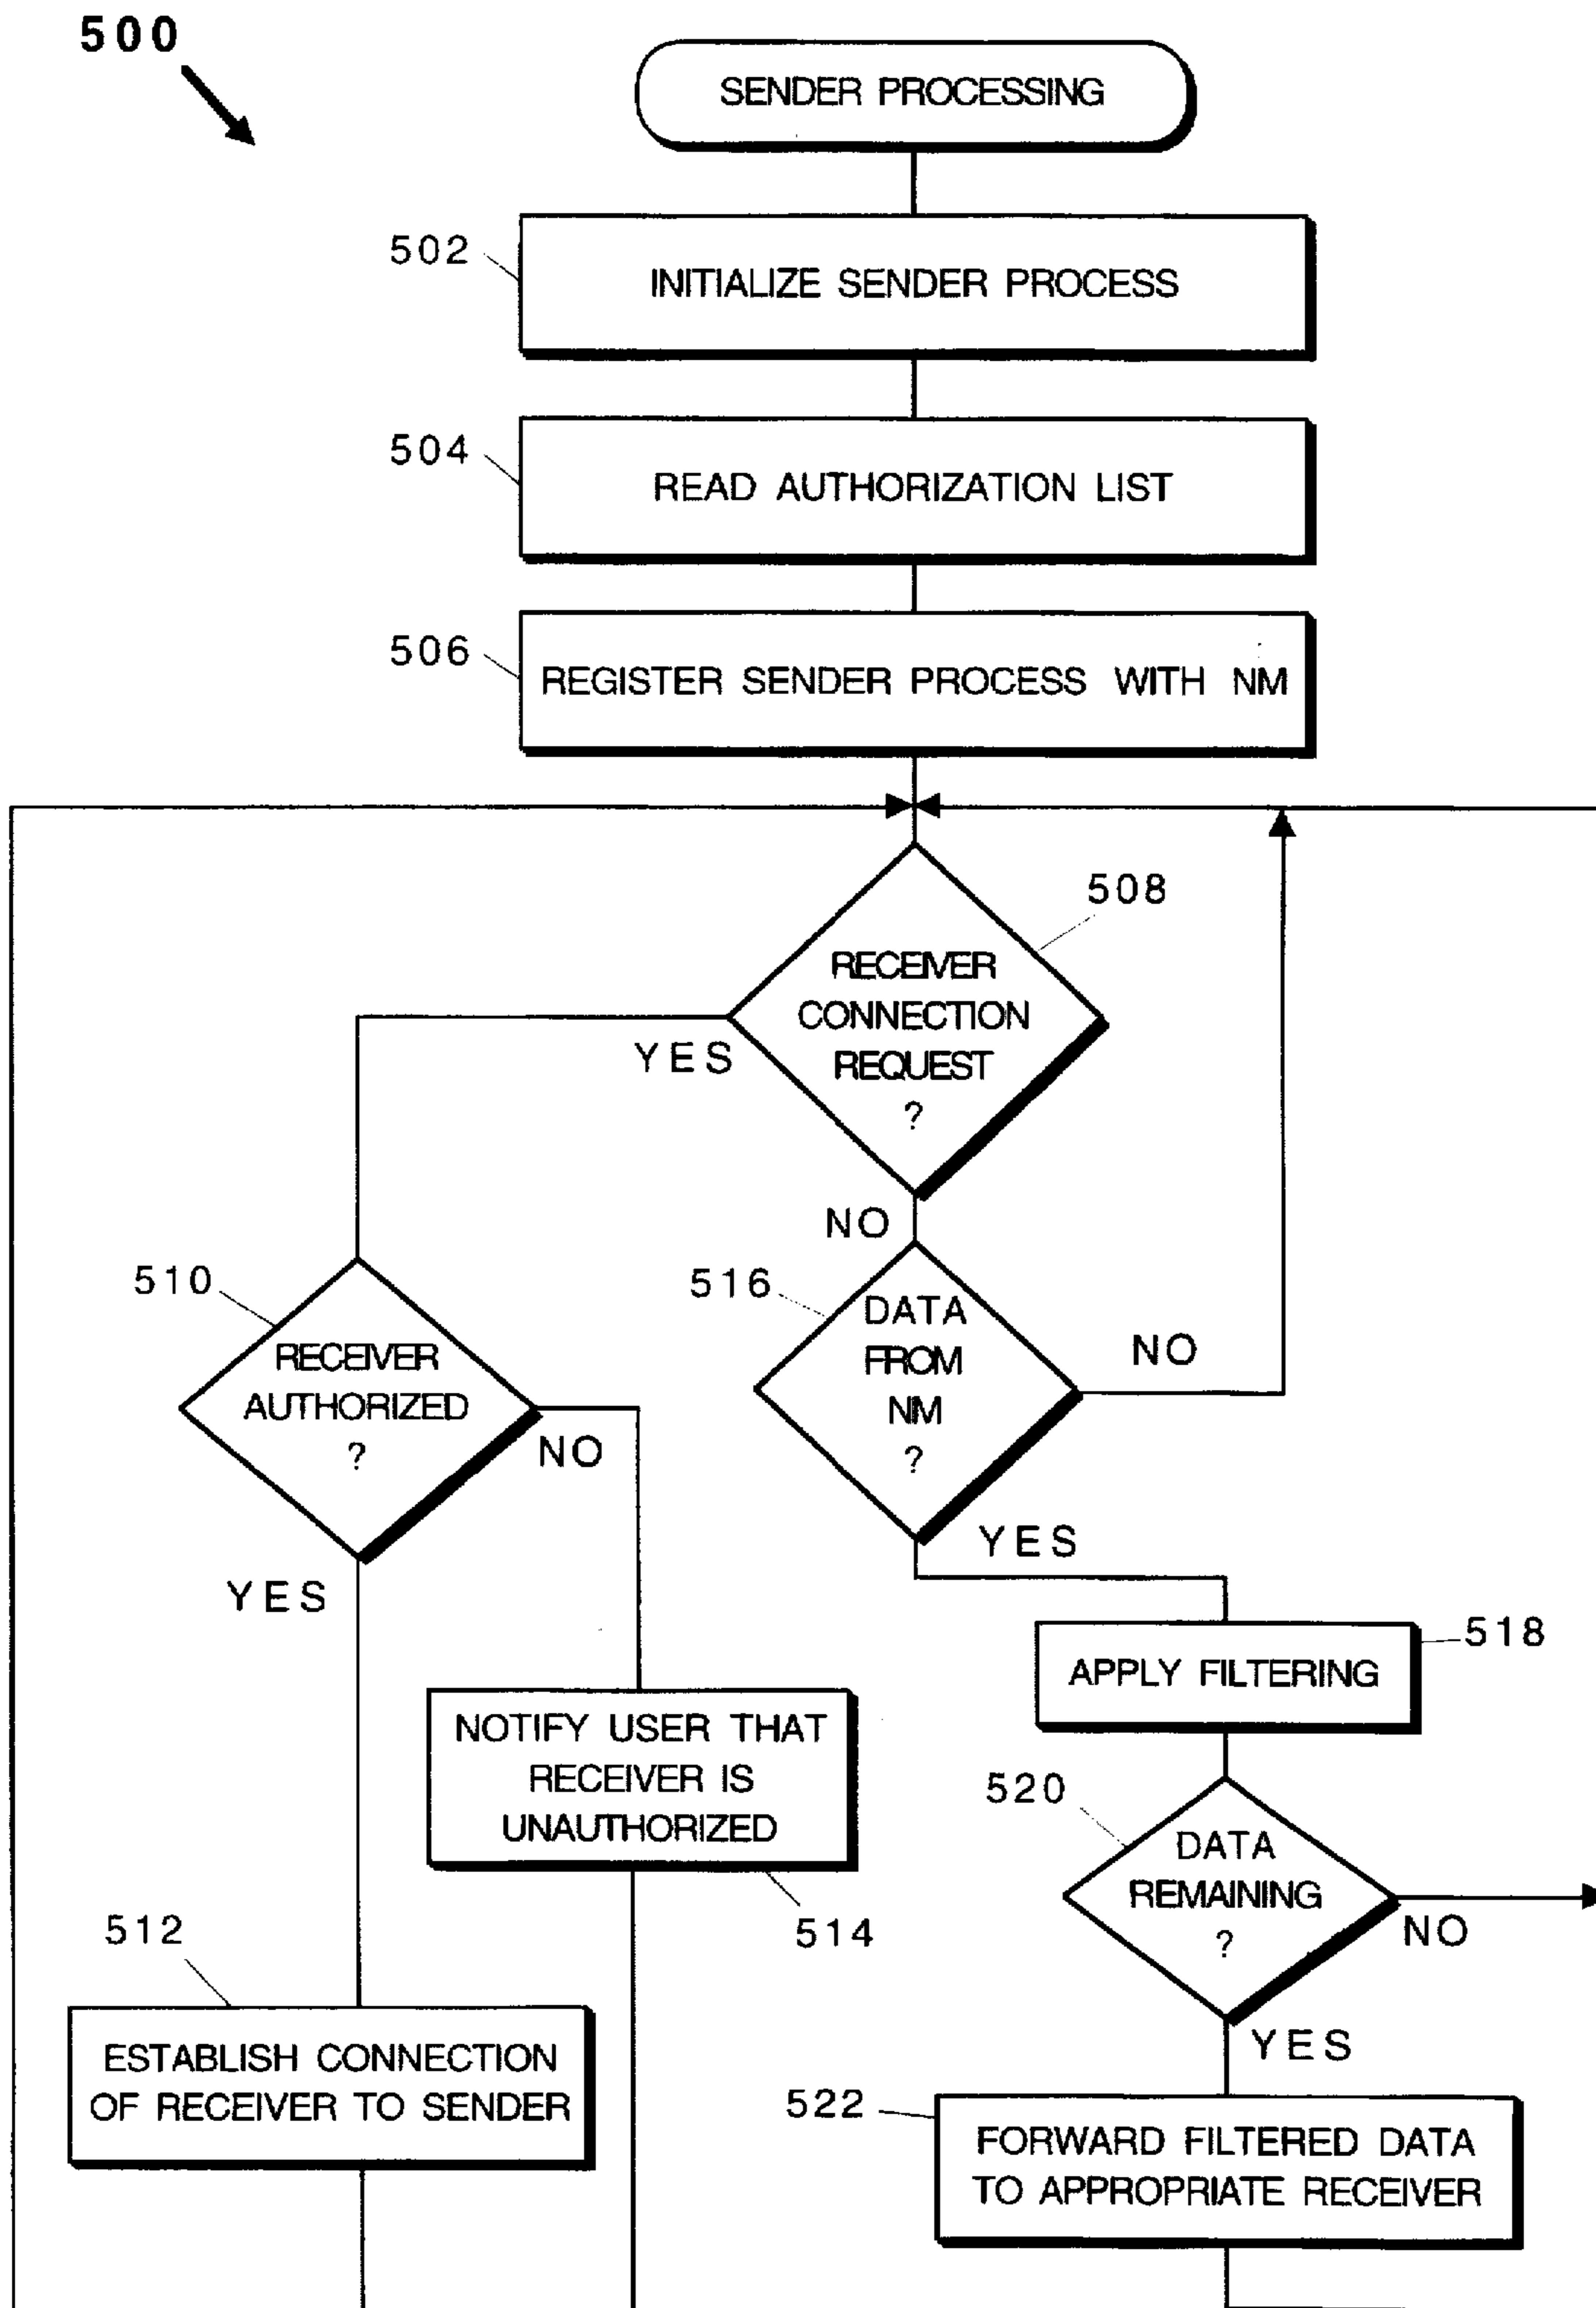 500
SENDER PROCESSING
502
INITIALIZE SENDER PROCESS
504
READ AUTHORIZATION LIST
506
REGISTER SENDER PROCESS WITH NM
508
RECEIVER
CONNECTION
REQUEST
?
YES
NO
510
RECEIVER
AUTHORIZED
?
NO
YES
516
DATA
FROM
NM
?
NO
YES
518
APPLY FILTERING
NOTIFY USER THAT
RECEIVER IS
UNAUTHORIZED
514
520
DATA
REMAINING
?
NO
YES
512
ESTABLISH CONNECTION
OF RECEIVER TO SENDER
522
FORWARD FILTERED DATA
TO APPROPRIATE RECEIVER